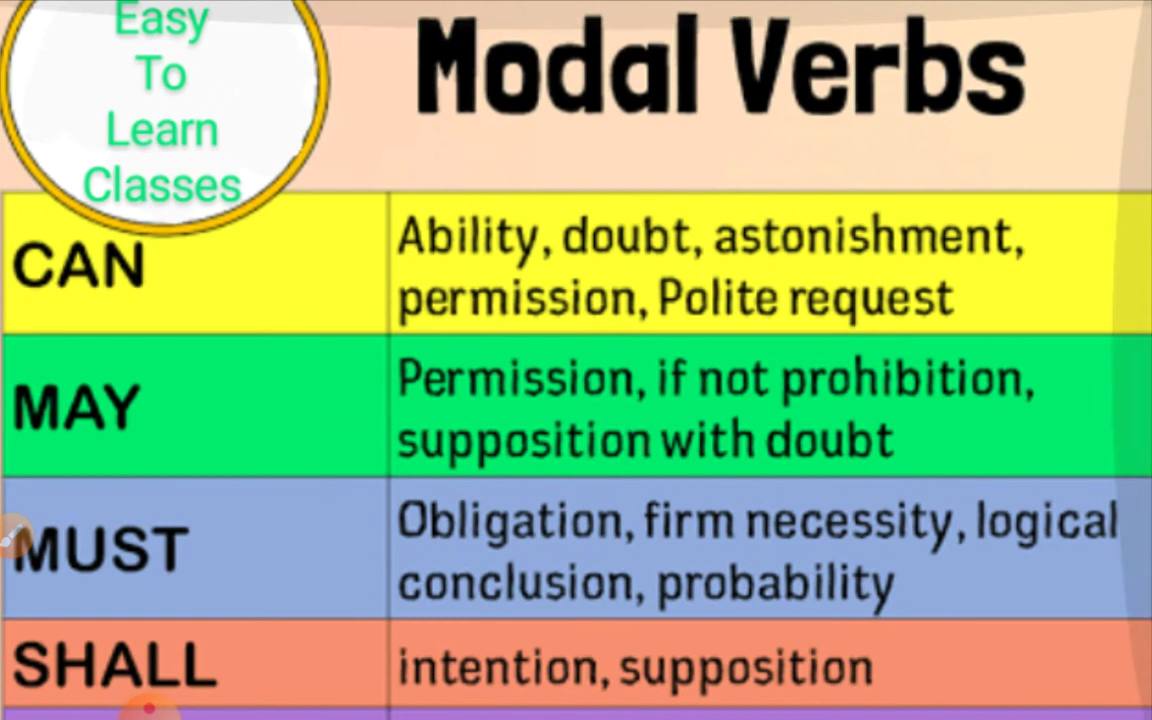 Easy
To
Learn
Classes
Modal Verbs
CAN
Ability, doubt, astonishment,
permission, Polite request
MAY
Permission, if not prohibition,
supposition with doubt
MUST
Obligation, firm necessity, logical
conclusion, probability
SHALL
intention, supposition